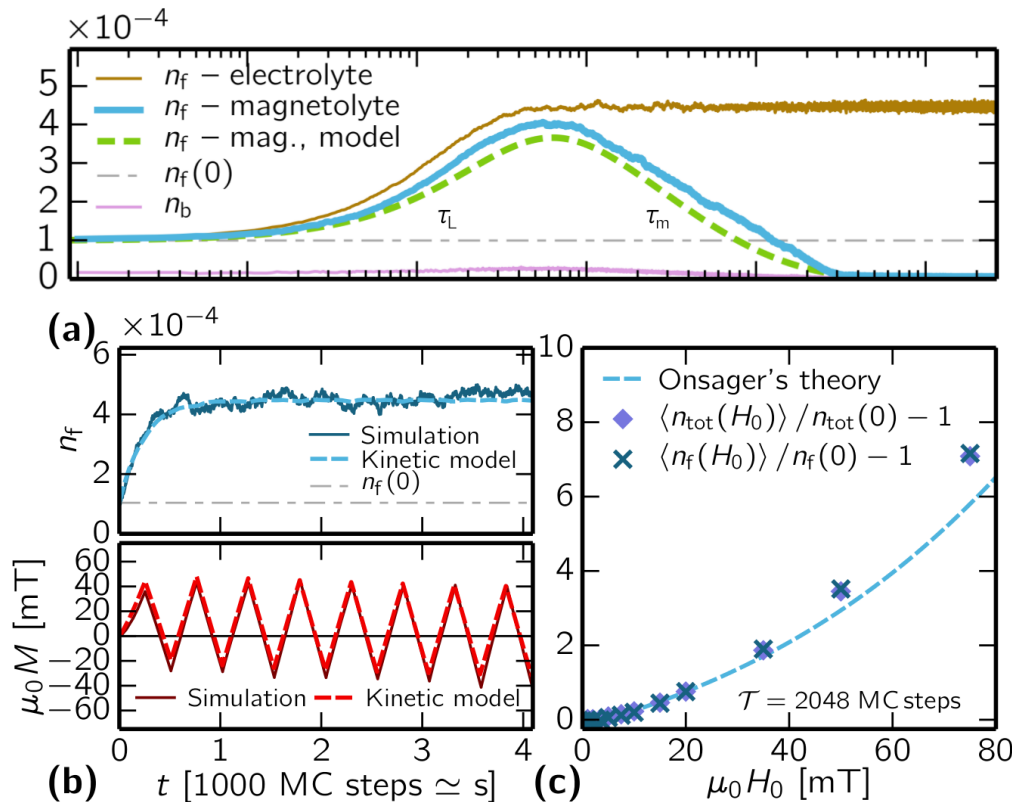 ×10⁻⁴
5
4
3
2
1
0
n_f – electrolyte
n_f – magnetolyte
n_f – mag., model
n_f(0)
n_b
τ_L
τ_m
(a)
×10⁻⁴
6
4
2
0
n_f
Simulation
Kinetic model
n_f(0)
60
40
20
0
−20
−40
−60
μ₀M [mT]
Simulation
Kinetic model
0 1 2 3 4
(b)
t [1000 MC steps ≃ s]
10
8
6
4
2
0
Onsager's theory
⟨n_tot(H₀)⟩ / n_tot(0) − 1
⟨n_f(H₀)⟩ / n_f(0) − 1
𝒯 = 2048 MC steps
0 20 40 60 80
(c)
μ₀H₀ [mT]